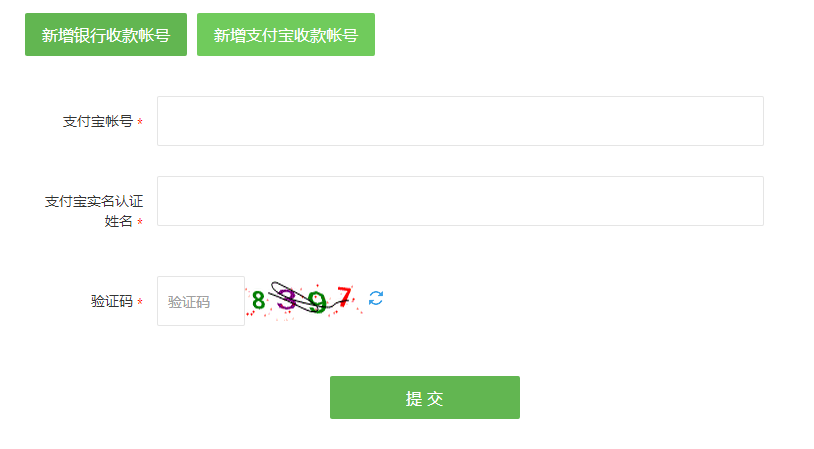 新增银行收款帐号 新增支付宝收款帐号
支付宝帐号 *
支付宝实名认证
姓名 *
验证码 * 验证码 8397
提 交